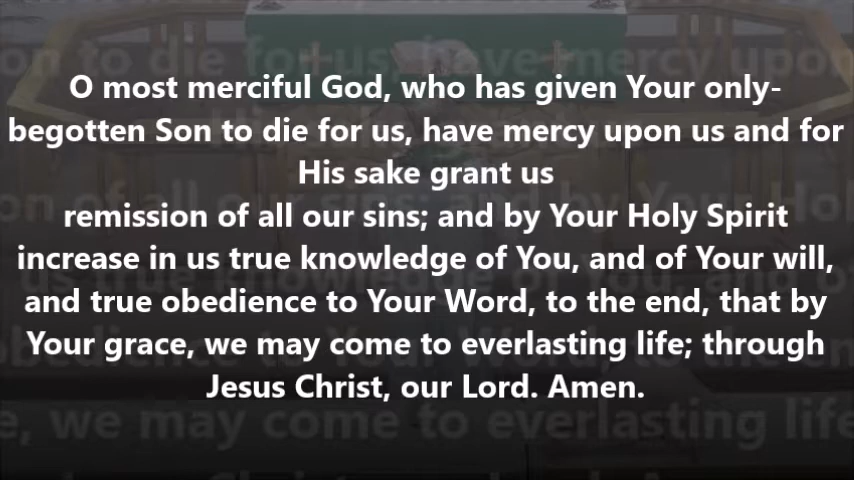 O most merciful God, who has given Your only-
begotten Son to die for us, have mercy upon us and for
His sake grant us
remission of all our sins; and by Your Holy Spirit
increase in us true knowledge of You, and of Your will,
and true obedience to Your Word, to the end, that by
Your grace, we may come to everlasting life; through
Jesus Christ, our Lord. Amen.